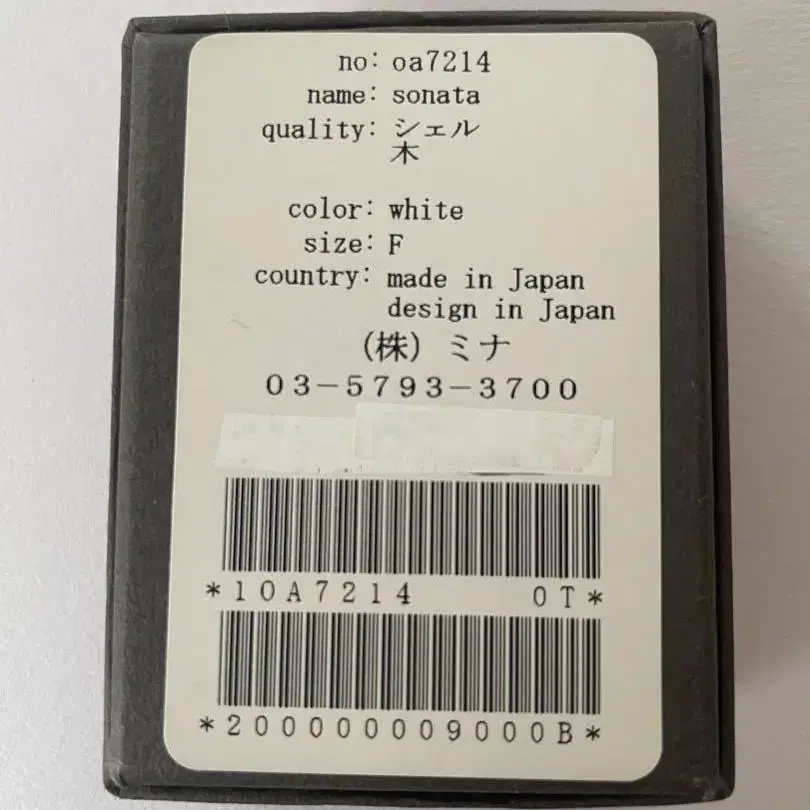 no: oa7214
name: sonata
quality: シェル
木
color: white
size: F
country: made in Japan
design in Japan
(株) ミナ
03-5793-3700
*10A7214 0T*
*200000009000B*